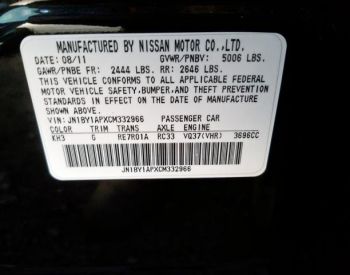 MANUFACTURED BY NISSAN MOTOR CO.,LTD.
DATE: 08/11 GVWR/PNBV: 5006 LBS.
GAWR/PNBE FR: 2444 LBS. RR: 2646 LBS.
THIS VEHICLE CONFORMS TO ALL APPLICABLE FEDERAL
MOTOR VEHICLE SAFETY,BUMPER,AND THEFT PREVENTION
STANDARDS IN EFFECT ON THE DATE OF MANUFACTURE
SHOWN ABOVE.
VIN: JN1BY1APXCM332966 PASSENGER CAR
COLOR TRIM TRANS AXLE ENGINE
KH3 G RE7R01A RC33 VQ37(VHR) 3696CC
JN1BY1APXCM332966